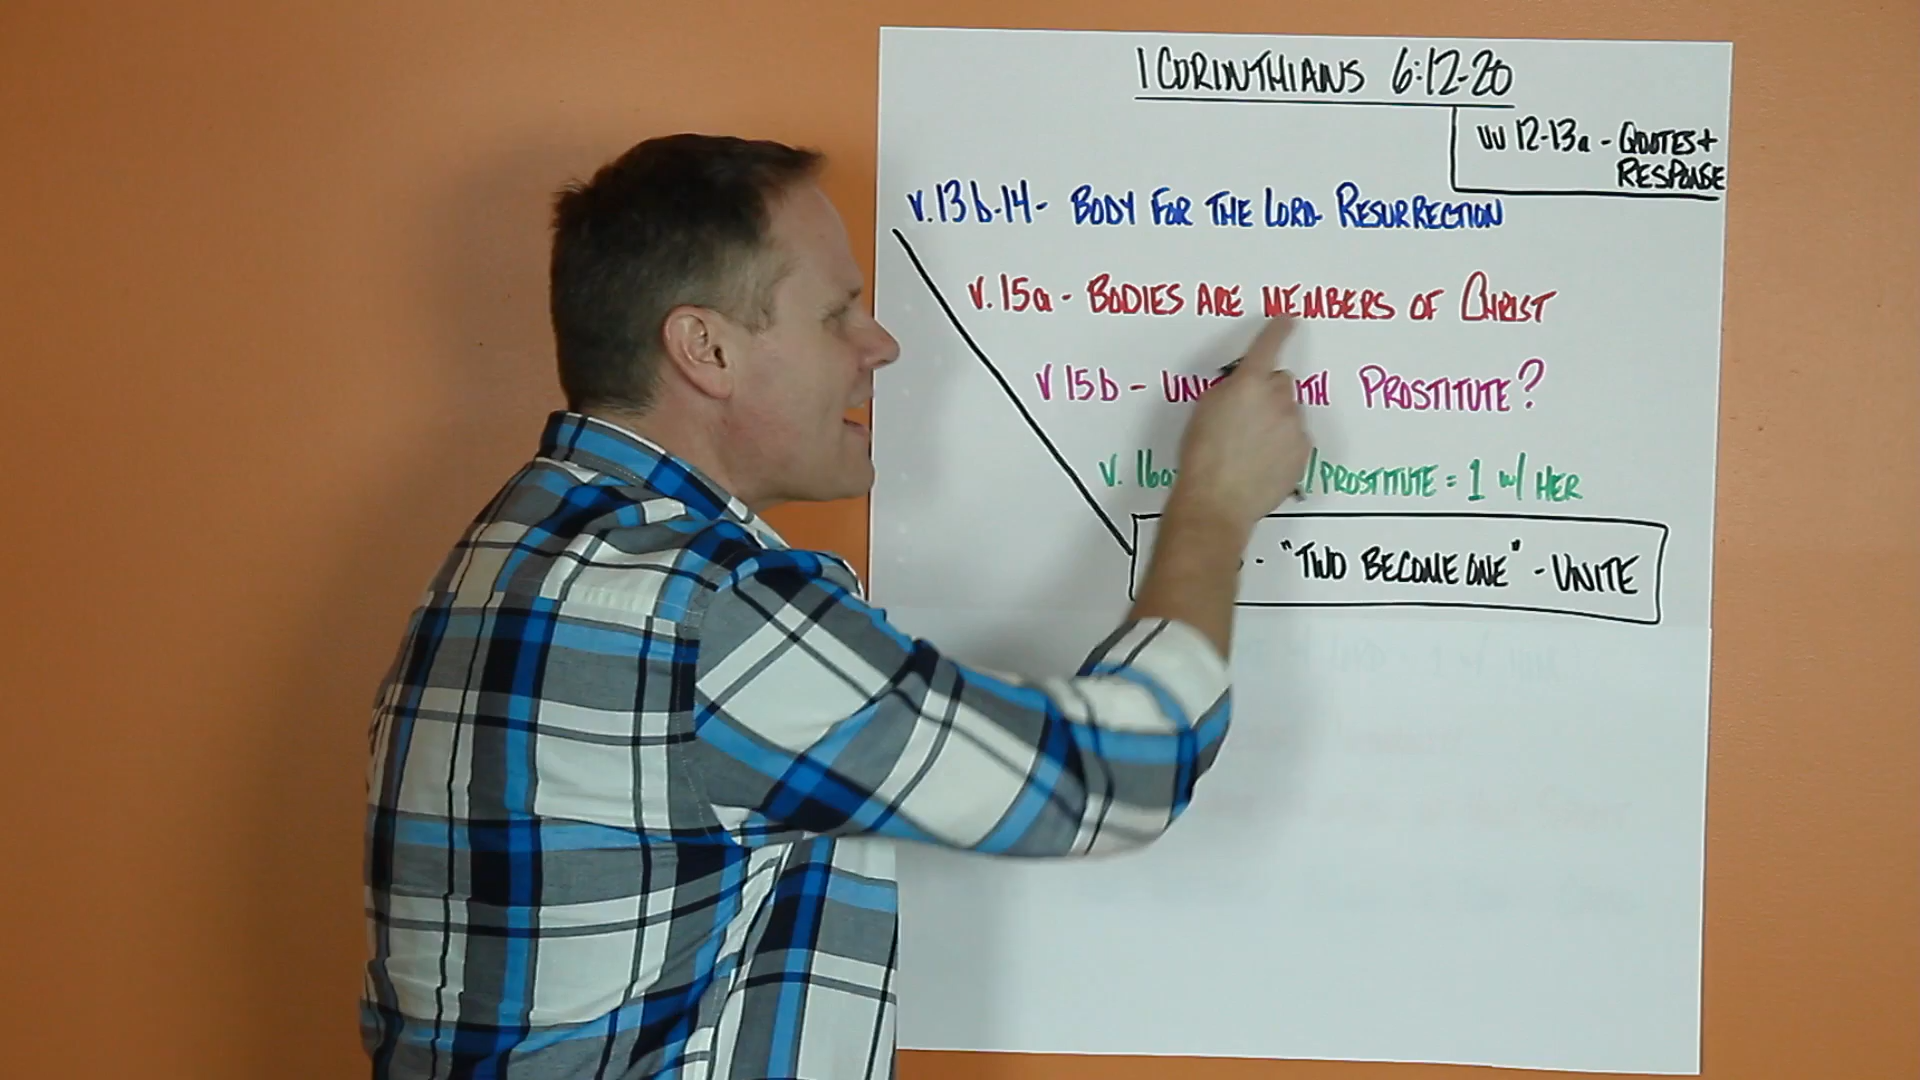 1 CORINTHIANS 6:12-20
VV 12-13a - QUOTES +
RESPONSE
V. 13b-14 - BODY FOR THE LORD - RESURRECTION
V. 15a - BODIES ARE MEMBERS OF CHRIST
V 15b - PROSTITUTE?
V. 16a PROSTITUTE = 1 W/ HER
- "TWO BECOME ONE" - UNITE